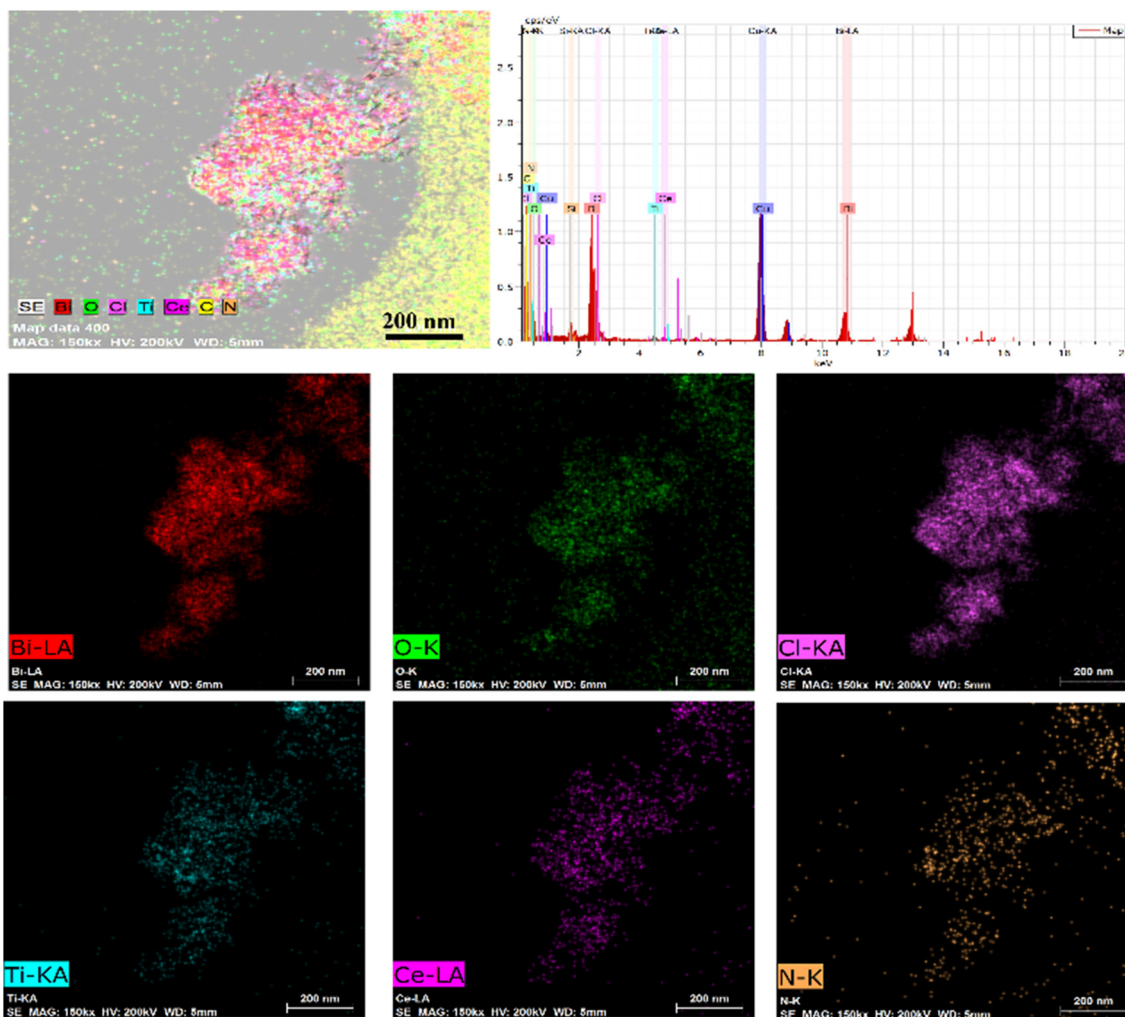 SE Bi O Cl Ti Ce C N
Map data 400
MAG: 150kx HV: 200kV WD: 5mm
200 nm
cps/eV
Map
2.5
2.0
1.5
1.0
0.5
0.0
Cl-KA
Cu-KA
Bi-LA
N
Ti
Cu
Ce
Cu
2 4 6 8 10 12 14 16 18
keV
Bi-LA
Bi-LA
200 nm
SE MAG: 150kx HV: 200kV WD: 5mm
O-K
O-K
200 nm
SE MAG: 150kx HV: 200kV WD: 5mm
Cl-KA
Cl-KA
200 nm
SE MAG: 150kx HV: 200kV WD: 5mm
Ti-KA
Ti-KA
200 nm
SE MAG: 150kx HV: 200kV WD: 5mm
Ce-LA
Ce-LA
200 nm
SE MAG: 150kx HV: 200kV WD: 5mm
N-K
N-K
200 nm
SE MAG: 150kx HV: 200kV WD: 5mm